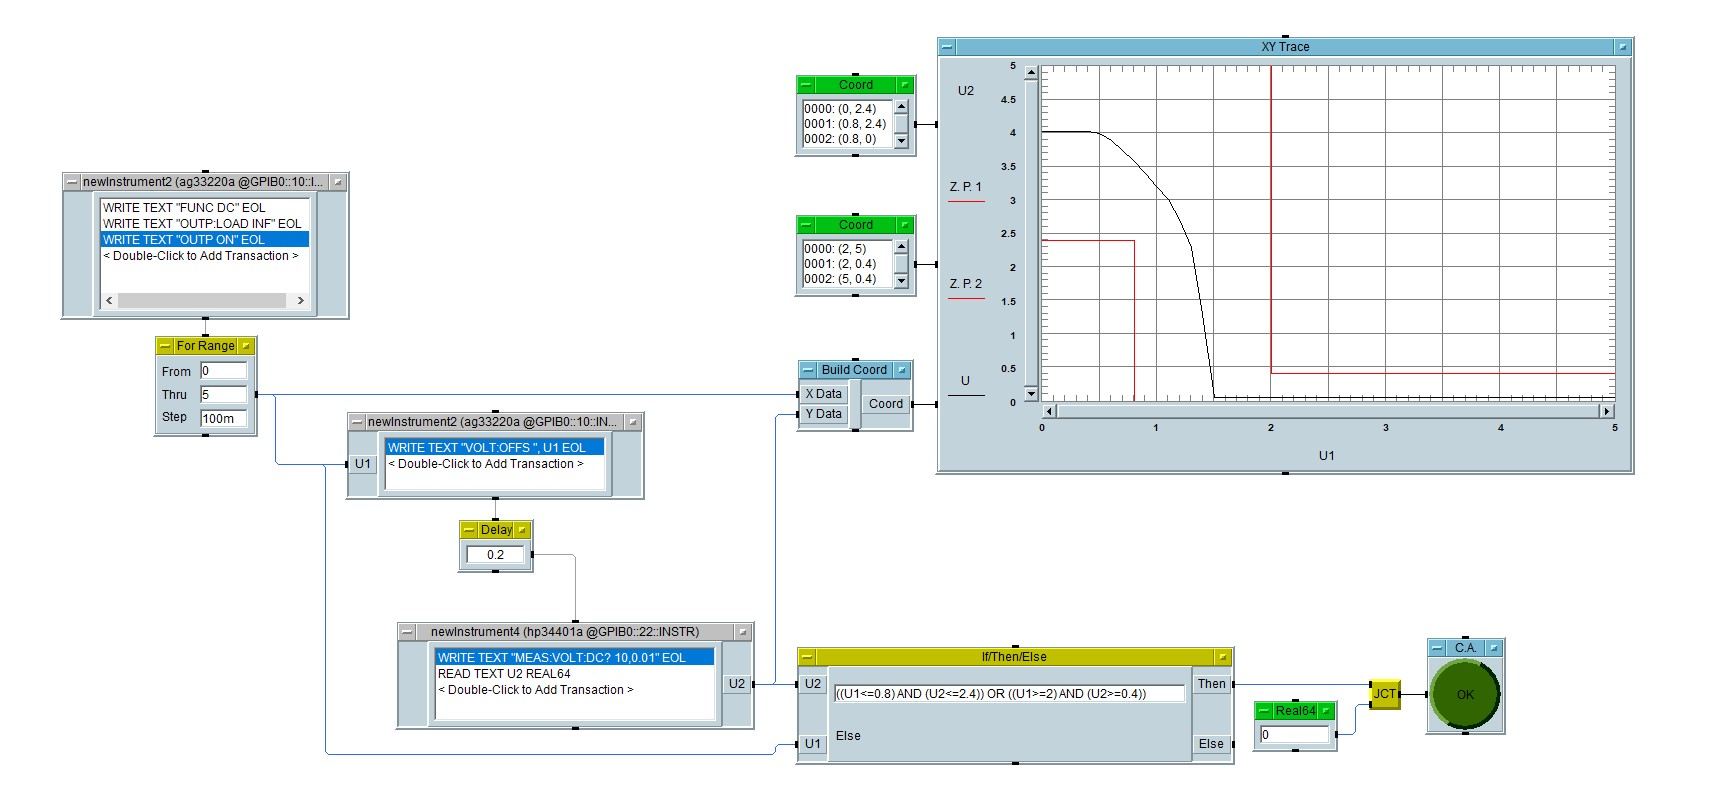 newInstrument2 (ag33220a @GPIB0::10::I...
WRITE TEXT "FUNC DC" EOL
WRITE TEXT "OUTP:LOAD INF" EOL
WRITE TEXT "OUTP ON" EOL
< Double-Click to Add Transaction >
For Range
From 0
Thru 5
Step 100m
newInstrument2 (ag33220a @GPIB0::10::IN...
WRITE TEXT "VOLT:OFFS ", U1 EOL
U1 < Double-Click to Add Transaction >
Delay
0.2
newInstrument4 (hp34401a @GPIB0::22::INSTR)
WRITE TEXT "MEAS:VOLT:DC? 10,0.01" EOL
READ TEXT U2 REAL64
< Double-Click to Add Transaction >
U2
Coord
0000: (0, 2.4)
0001: (0.8, 2.4)
0002: (0.8, 0)
Coord
0000: (2, 5)
0001: (2, 0.4)
0002: (5, 0.4)
Build Coord
X Data
Y Data
Coord
XY Trace
U2
Z. P. 1
Z. P. 2
U
5
4.5
4
3.5
3
2.5
2
1.5
1
0.5
0
0 1 2 3 4 5
U1
If/Then/Else
U2 ((U1<=0.8) AND (U2<=2.4)) OR ((U1>=2) AND (U2>=0.4)) Then
Else
U1 Else
Real64
0
JCT
C.A.
OK